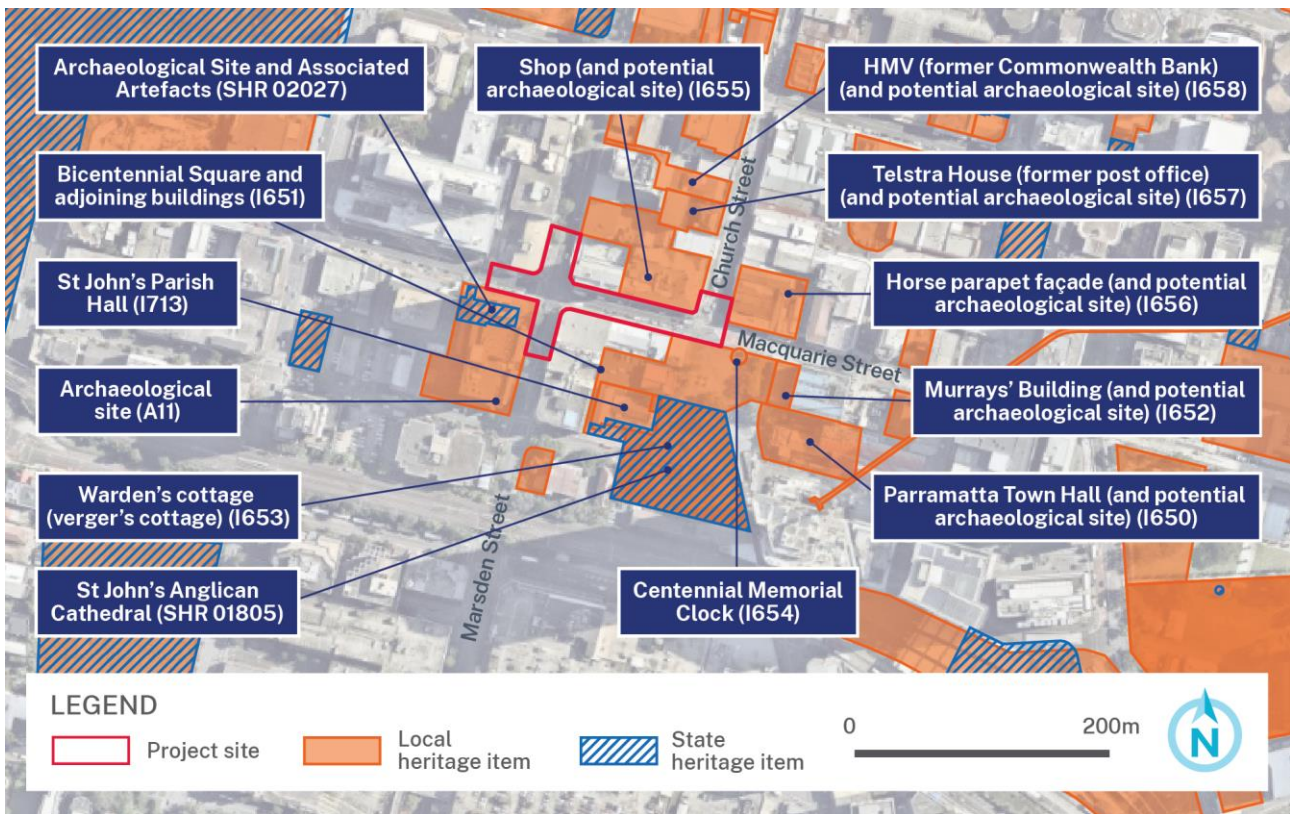 Archaeological Site and Associated
Artefacts (SHR 02027)
Shop (and potential
archaeological site) (I655)
HMV (former Commonwealth Bank)
(and potential archaeological site) (I658)
Bicentennial Square and
adjoining buildings (I651)
Telstra House (former post office)
(and potential archaeological site) (I657)
Church Street
St John's Parish
Hall (I713)
Horse parapet façade (and potential
archaeological site) (I656)
Macquarie Street
Archaeological
site (A11)
Murrays' Building (and potential
archaeological site) (I652)
Warden's cottage
(verger's cottage) (I653)
Parramatta Town Hall (and potential
archaeological site) (I650)
Marsden Street
St John's Anglican
Cathedral (SHR 01805)
Centennial Memorial
Clock (I654)
LEGEND
Project site
Local
heritage item
State
heritage item
0 200m
N